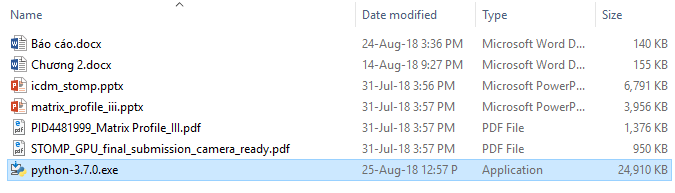 Name Date modified Type Size
Báo cáo.docx 24-Aug-18 3:36 PM Microsoft Word D... 140 KB
Chương 2.docx 14-Aug-18 9:27 PM Microsoft Word D... 155 KB
icdm_stomp.pptx 31-Jul-18 3:56 PM Microsoft PowerP... 6,791 KB
matrix_profile_iii.pptx 31-Jul-18 3:57 PM Microsoft PowerP... 3,956 KB
PID4481999_Matrix Profile_III.pdf 31-Jul-18 3:57 PM PDF File 1,376 KB
STOMP_GPU_final_submission_camera_ready.pdf 31-Jul-18 3:57 PM PDF File 950 KB
python-3.7.0.exe 25-Aug-18 12:57 P Application 24,910 KB